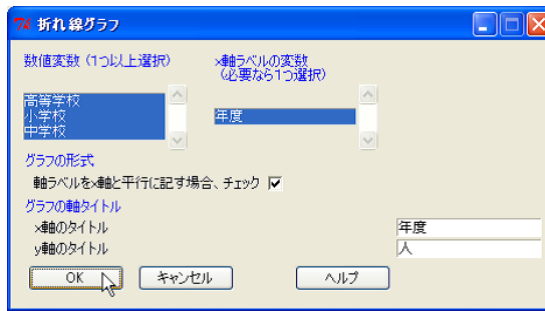 折れ線グラフ
数値変数 (1つ以上選択)
x軸ラベルの変数
(必要なら1つ選択)
高等学校
小学校
中学校
年度
グラフの形式
軸ラベルをx軸と平行に記す場合、チェック
グラフの軸タイトル
x軸のタイトル
年度
y軸のタイトル
人
OK
キャンセル
ヘルプ